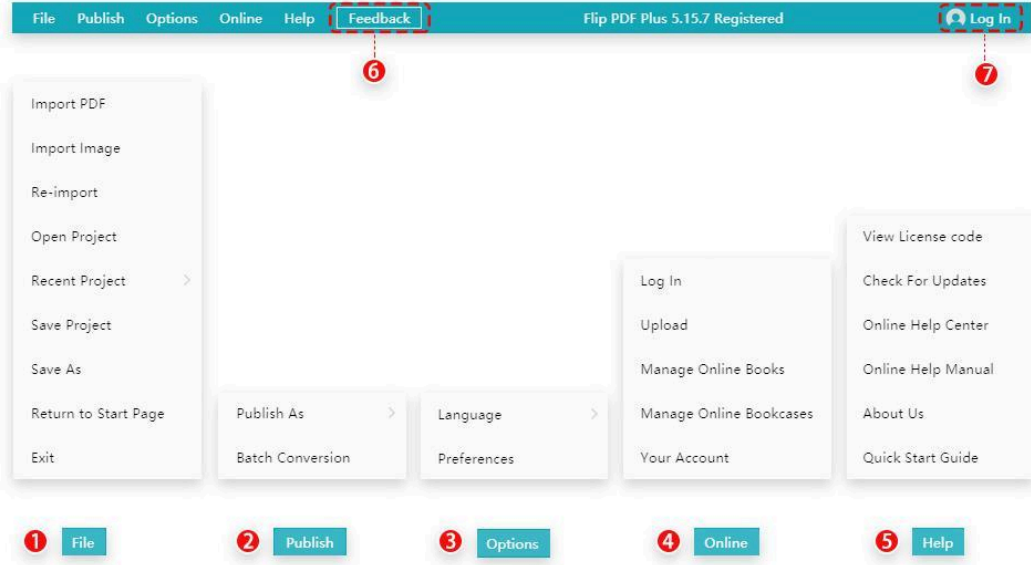 File Publish Options Online Help Feedback Flip PDF Plus 5.15.7 Registered Log In
6
7
Import PDF
Import Image
Re-import
Open Project
Recent Project
Save Project
Save As
Return to Start Page
Exit
Publish As
Batch Conversion
Language
Preferences
Log In
Upload
Manage Online Books
Manage Online Bookcases
Your Account
View License code
Check For Updates
Online Help Center
Online Help Manual
About Us
Quick Start Guide
1 File
2 Publish
3 Options
4 Online
5 Help